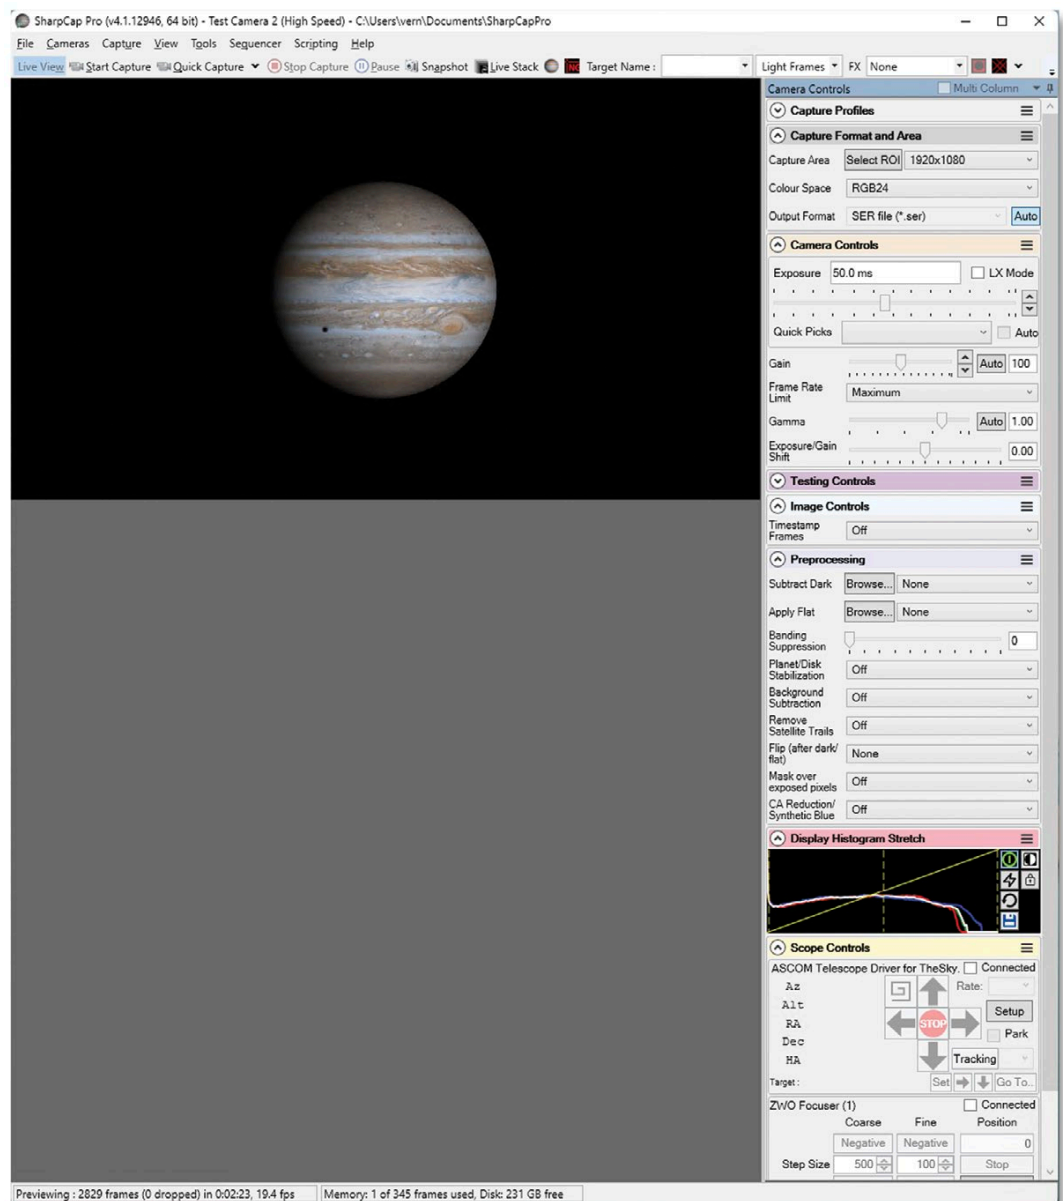 SharpCap Pro (v4.1.12946, 64 bit) - Test Camera 2 (High Speed) - C:\Users\vern\Documents\SharpCapPro
File Cameras Capture View Tools Sequencer Scripting Help
Live View Start Capture Quick Capture Stop Capture Pause Snapshot Live Stack Target Name : Light Frames FX None
Camera Controls Multi Column
Capture Profiles
Capture Format and Area
Capture Area Select ROI 1920x1080
Colour Space RGB24
Output Format SER file (*.ser) Auto
Camera Controls
Exposure 50.0 ms LX Mode
Quick Picks Auto
Gain Auto 100
Frame Rate
Limit Maximum
Gamma Auto 1.00
Exposure/Gain
Shift 0.00
Testing Controls
Image Controls
Timestamp
Frames Off
Preprocessing
Subtract Dark Browse... None
Apply Flat Browse... None
Banding
Suppression 0
Planet/Disk
Stabilization Off
Background
Subtraction Off
Remove
Satellite Trails Off
Flip (after dark/
flat) None
Mask over
exposed pixels Off
CA Reduction/
Synthetic Blue Off
Display Histogram Stretch
Scope Controls
ASCOM Telescope Driver for TheSky. Connected
Az Rate:
Alt Setup
RA STOP Park
Dec
HA Tracking
Target : Set Go To..
ZWO Focuser (1) Connected
Coarse Fine Position
Negative Negative 0
Step Size 500 100 Stop
Previewing : 2829 frames (0 dropped) in 0:02:23, 19.4 fps Memory: 1 of 345 frames used, Disk: 231 GB free